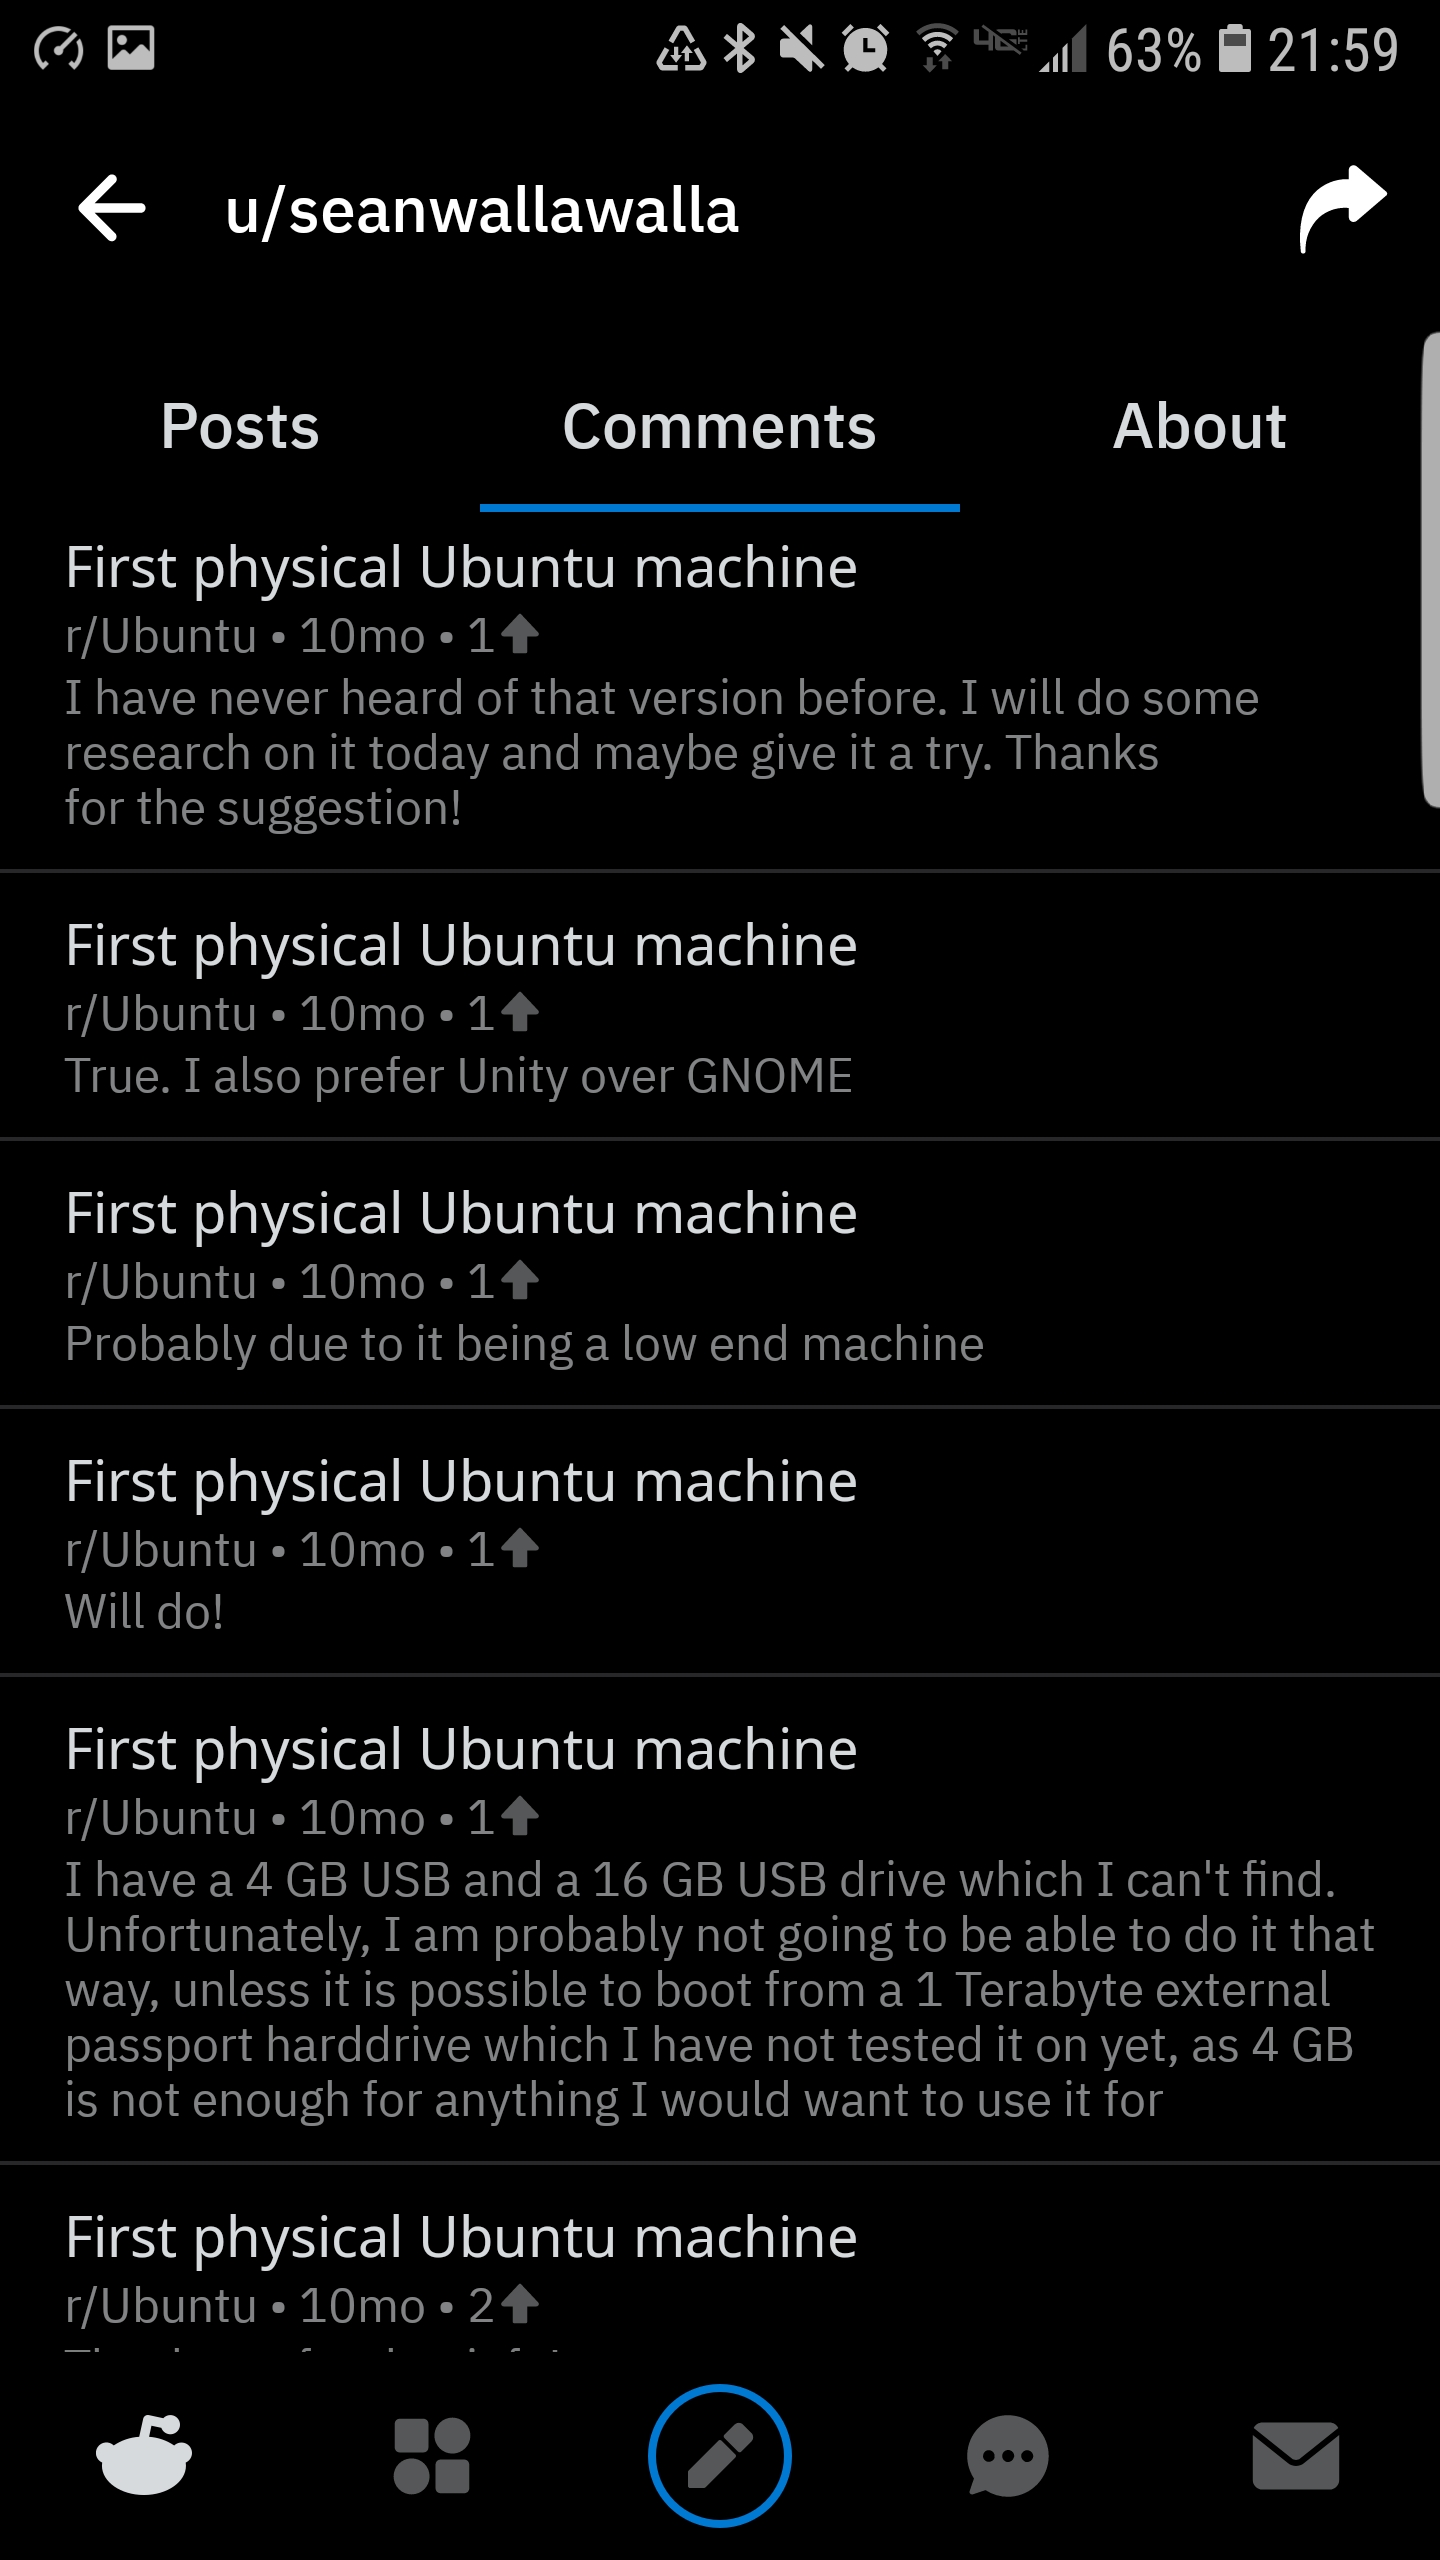 63% 21:59
u/seanwallawalla
Posts Comments About
First physical Ubuntu machine
r/Ubuntu • 10mo • 1
I have never heard of that version before. I will do some
research on it today and maybe give it a try. Thanks
for the suggestion!
First physical Ubuntu machine
r/Ubuntu • 10mo • 1
True. I also prefer Unity over GNOME
First physical Ubuntu machine
r/Ubuntu • 10mo • 1
Probably due to it being a low end machine
First physical Ubuntu machine
r/Ubuntu • 10mo • 1
Will do!
First physical Ubuntu machine
r/Ubuntu • 10mo • 1
I have a 4 GB USB and a 16 GB USB drive which I can't find.
Unfortunately, I am probably not going to be able to do it that
way, unless it is possible to boot from a 1 Terabyte external
passport harddrive which I have not tested it on yet, as 4 GB
is not enough for anything I would want to use it for
First physical Ubuntu machine
r/Ubuntu • 10mo • 2